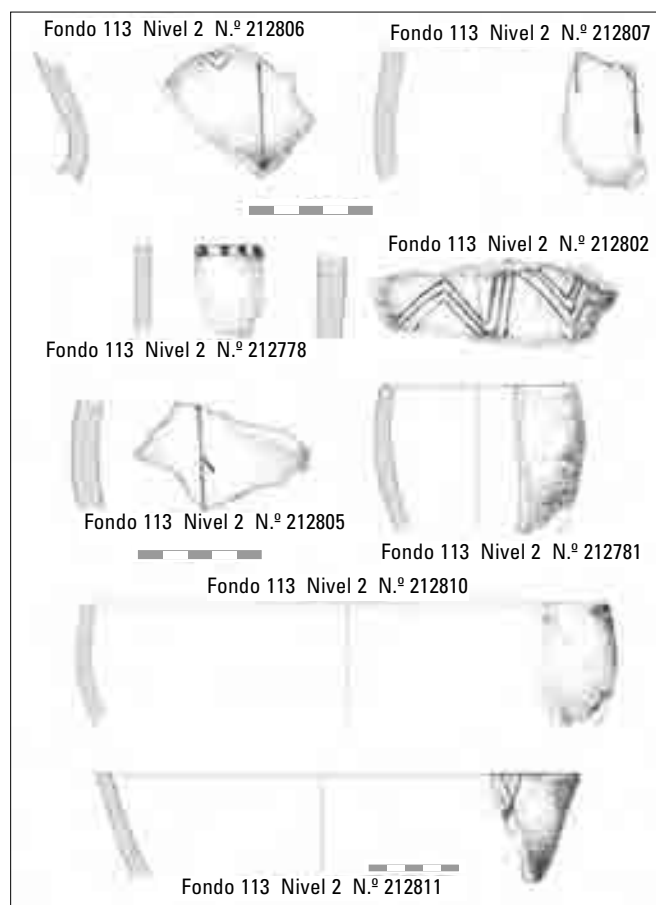 Fondo 113 Nivel 2 N.º 212806
Fondo 113 Nivel 2 N.º 212807
Fondo 113 Nivel 2 N.º 212802
Fondo 113 Nivel 2 N.º 212778
Fondo 113 Nivel 2 N.º 212805
Fondo 113 Nivel 2 N.º 212781
Fondo 113 Nivel 2 N.º 212810
Fondo 113 Nivel 2 N.º 212811